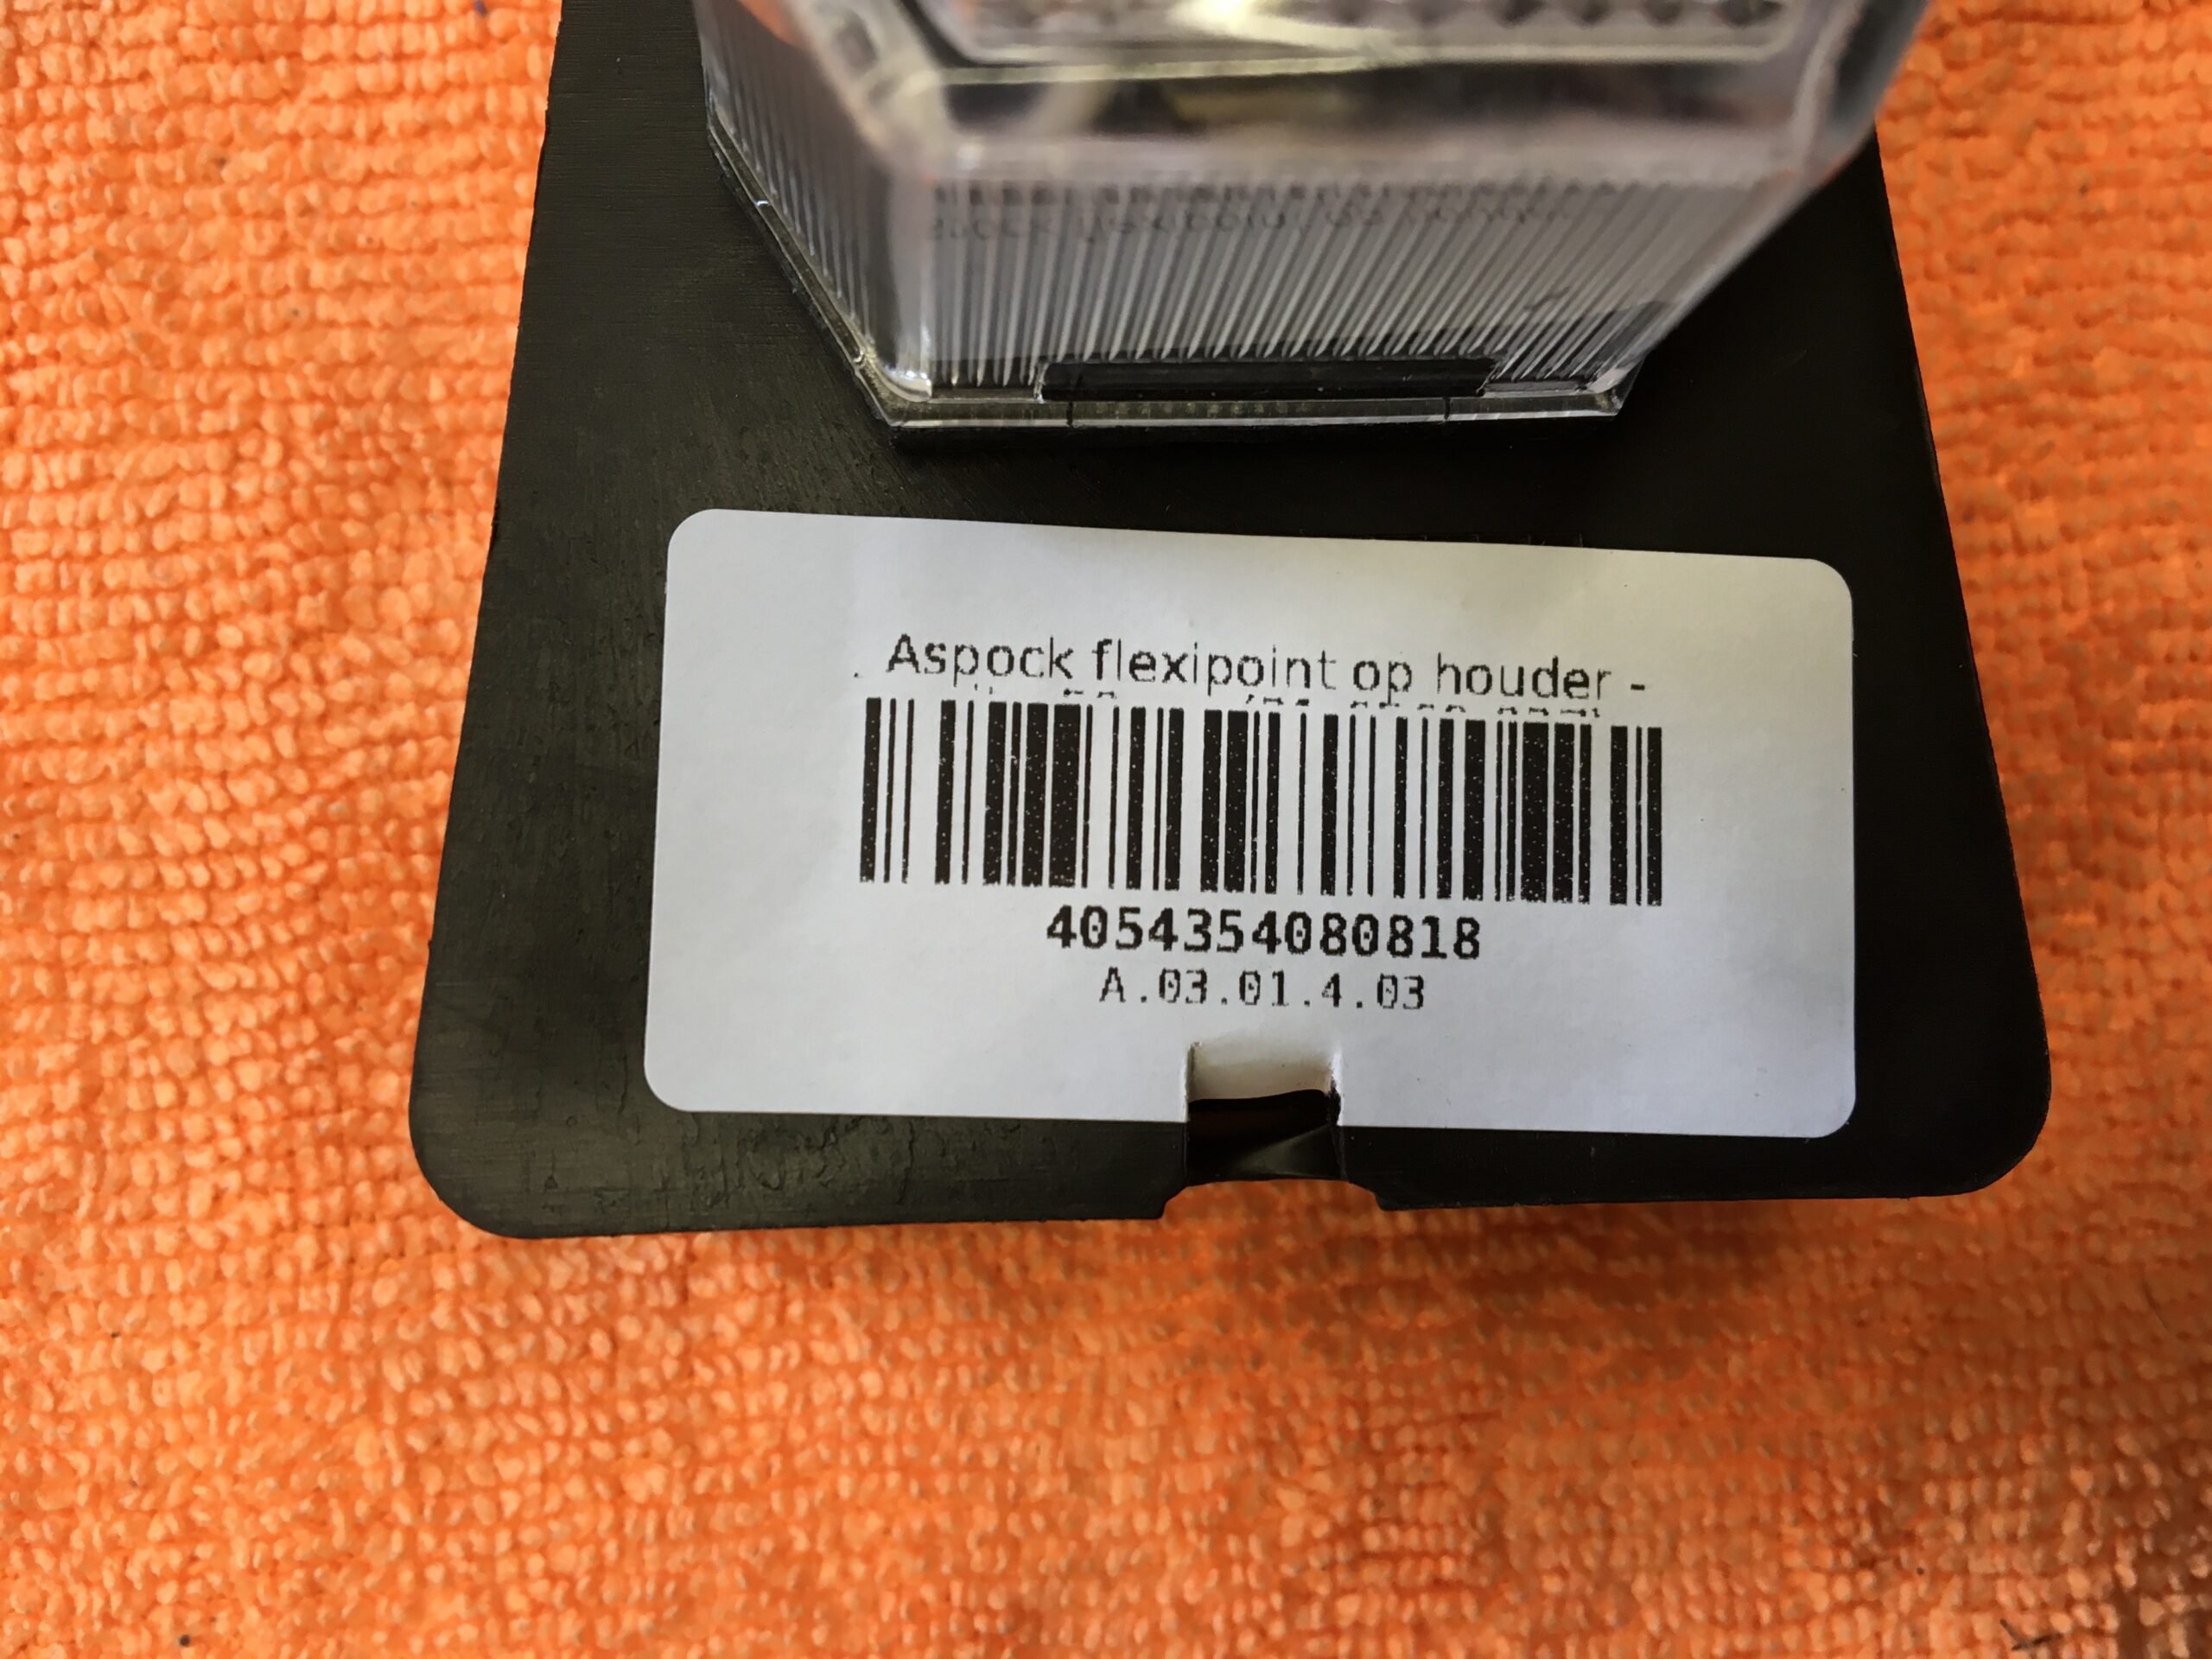 Aspock flexipoint op houder -
4054354080818
A.03.01.4.03